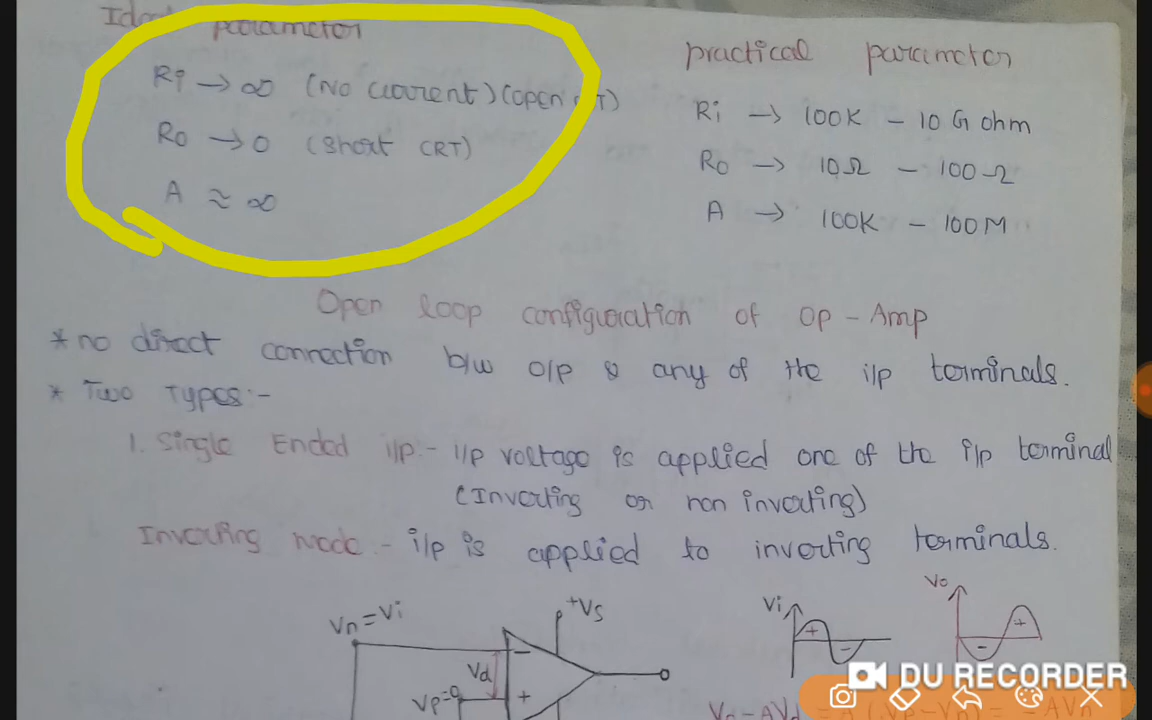 parameter
Ri → ∞ (No current) (open CRT)
Ro → 0 (short CRT)
A ≈ ∞
practical parameter
Ri → 100K - 10 G ohm
Ro → 10Ω - 100Ω
A → 100K - 100M
Open loop configuration of Op-Amp
* no direct connection b/w o/p & any of the i/p terminals.
* Two Types:-
1. Single Ended i/p:- i/p voltage is applied one of the i/p terminal
(Inverting or non inverting)
Inverting mode - i/p is applied to inverting terminals.
Vn = Vi
+Vs
Vd
Vp=0
-
+
Vi
+
-
Vo
-
+
DU RECORDER